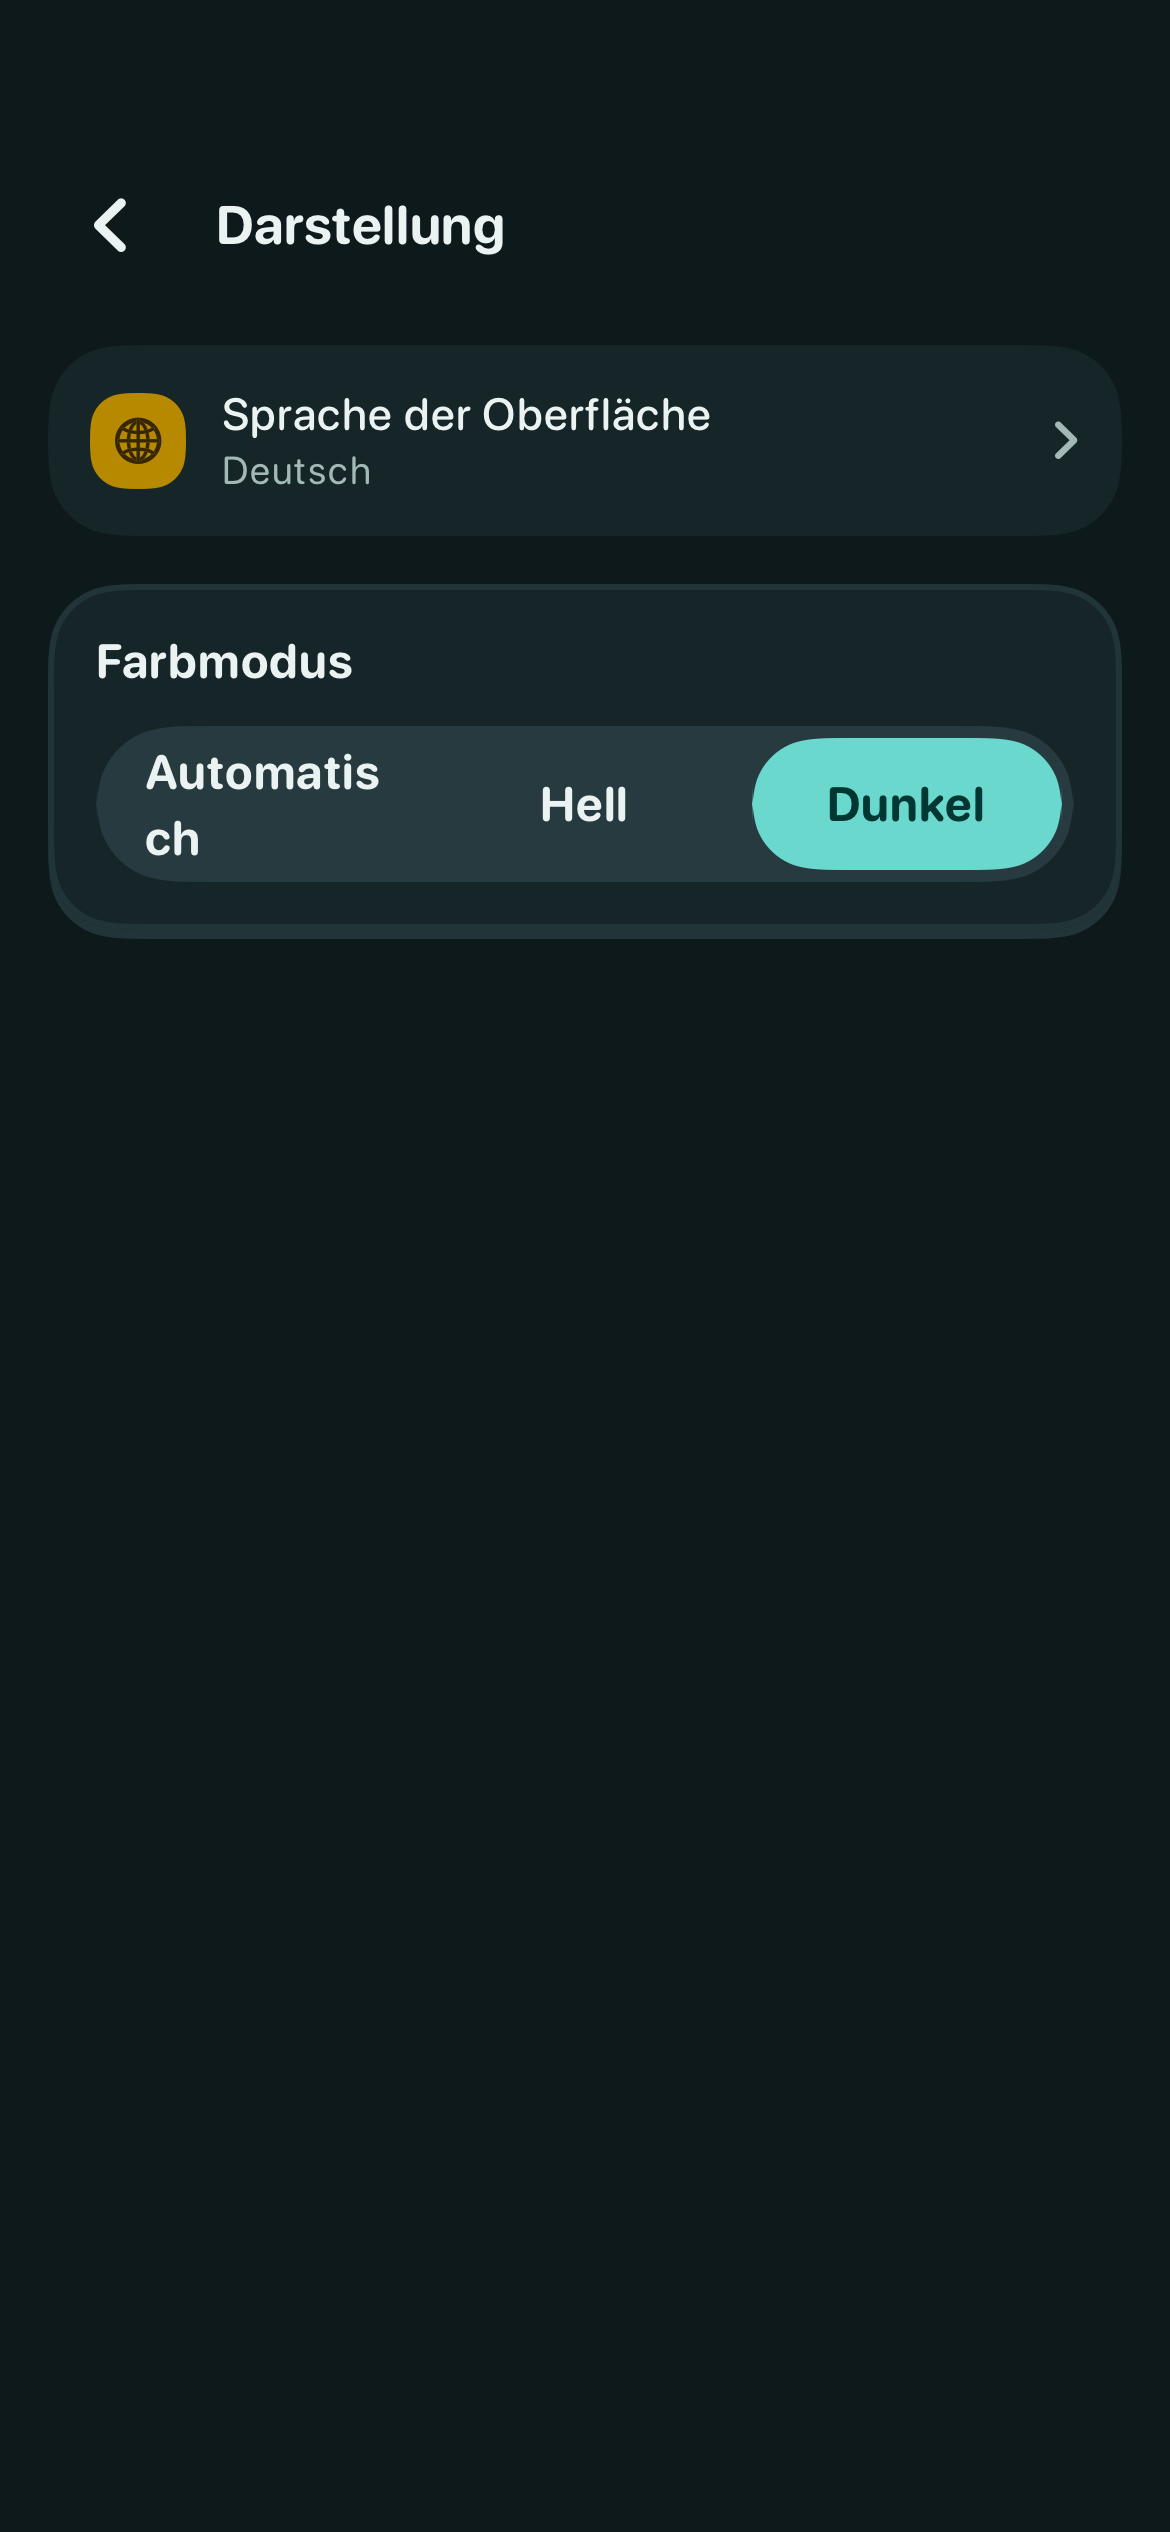 Darstellung
Sprache der Oberfläche
Deutsch
Farbmodus
Automatis
ch
Hell
Dunkel